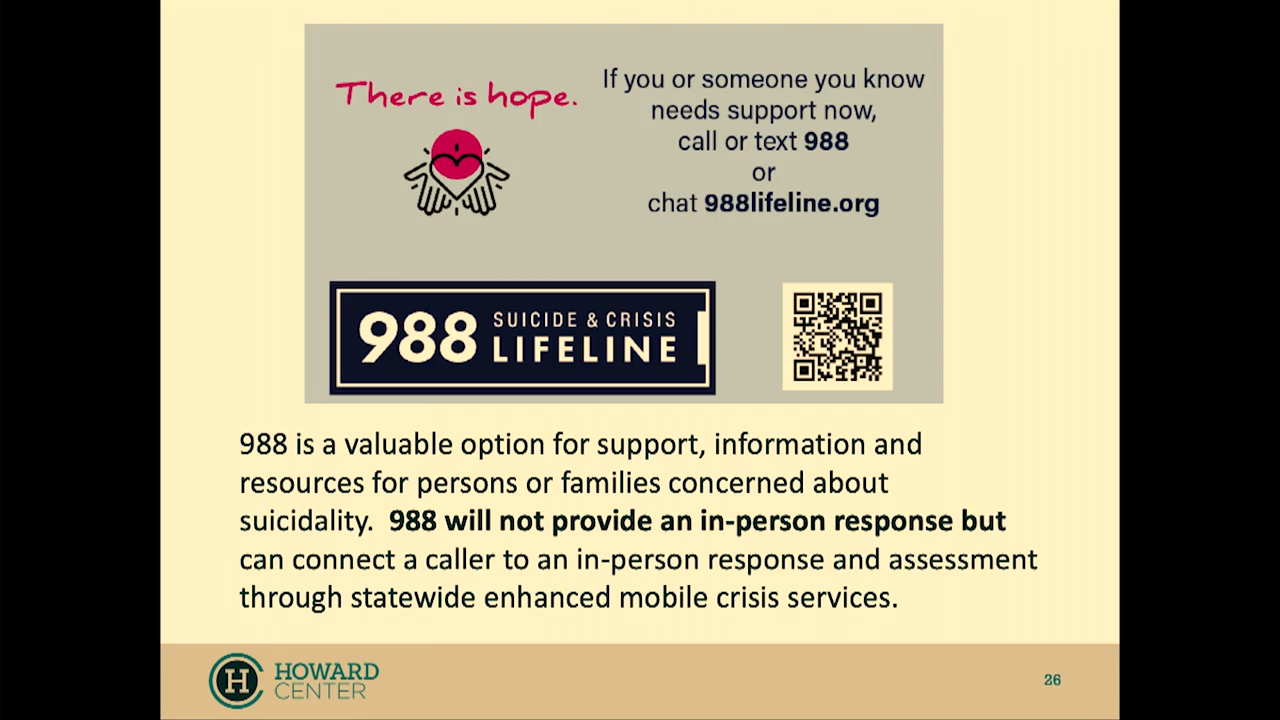 There is hope.
If you or someone you know
needs support now,
call or text 988
or
chat 988lifeline.org
988 SUICIDE & CRISIS
LIFELINE
988 is a valuable option for support, information and
resources for persons or families concerned about
suicidality. 988 will not provide an in-person response but
can connect a caller to an in-person response and assessment
through statewide enhanced mobile crisis services.
H HOWARD
CENTER
26